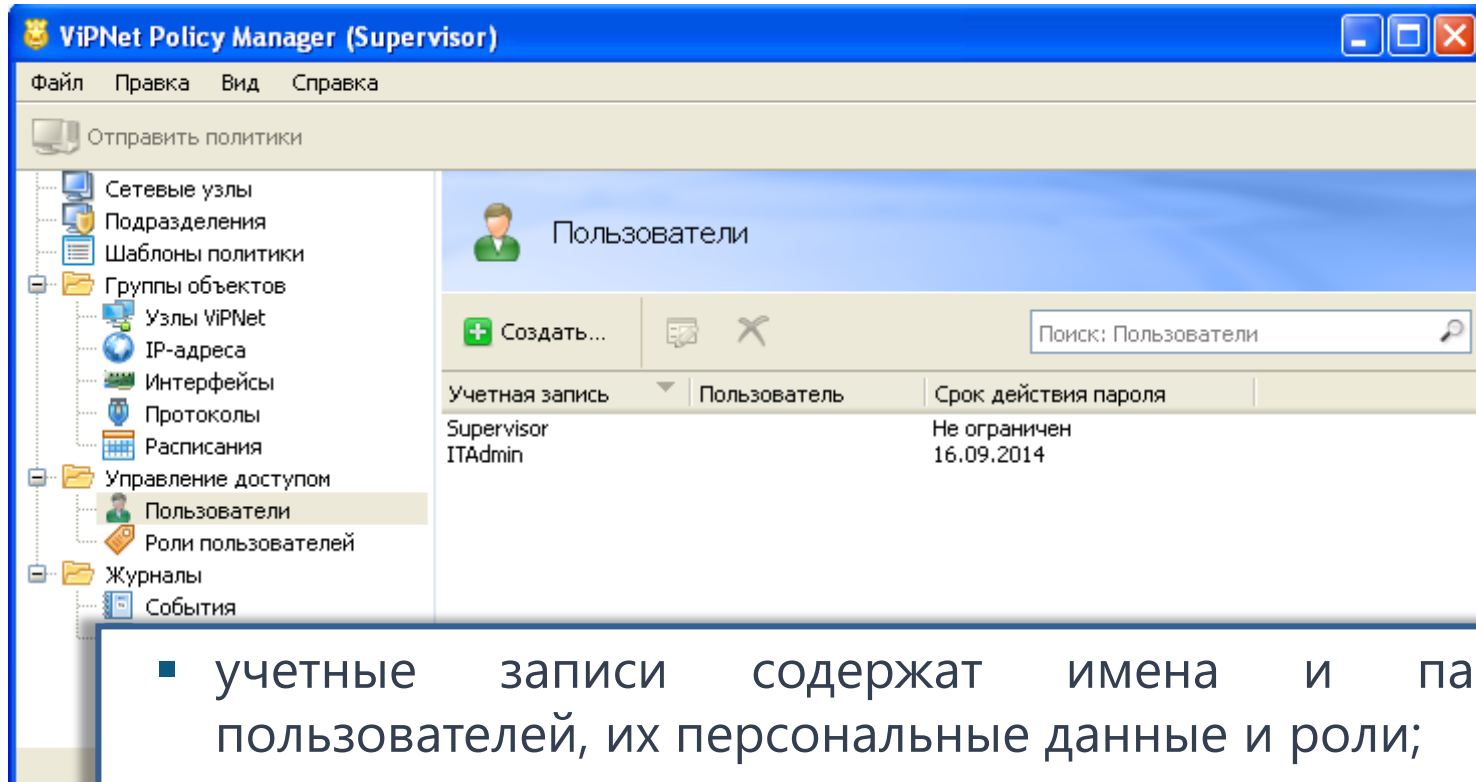 ViPNet Policy Manager (Supervisor)
Файл Правка Вид Справка
Отправить политики
Сетевые узлы
Подразделения
Шаблоны политики
Группы объектов
Узлы ViPNet
IP-адреса
Интерфейсы
Протоколы
Расписания
Управление доступом
Пользователи
Роли пользователей
Журналы
События
Пользователи
Создать...
Поиск: Пользователи
Учетная запись Пользователь Срок действия пароля
Supervisor Не ограничен
ITAdmin 16.09.2014
учетные записи содержат имена и па
пользователей, их персональные данные и роли;